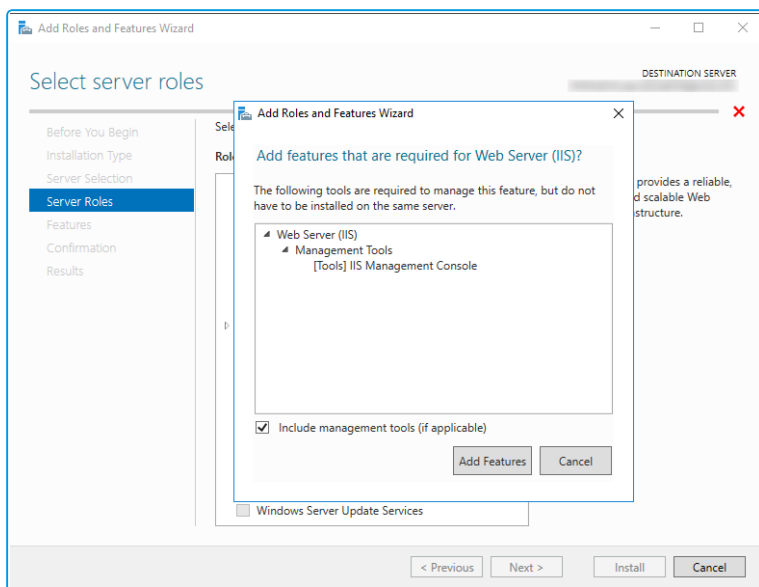 Add Roles and Features Wizard
Select server roles
DESTINATION SERVER
Before You Begin
Installation Type
Server Selection
Server Roles
Features
Confirmation
Results
Add Roles and Features Wizard
Add features that are required for Web Server (IIS)?
The following tools are required to manage this feature, but do not
have to be installed on the same server.
Web Server (IIS)
Management Tools
[Tools] IIS Management Console
Include management tools (if applicable)
Add Features
Cancel
provides a reliable,
scalable Web
Windows Server Update Services
< Previous
Next >
Install
Cancel